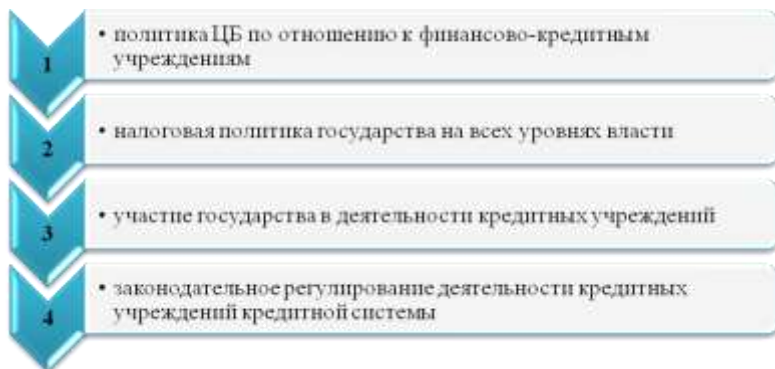 1
• политика ЦБ по отношению к финансово-кредитным
учреждениям
2
• налоговая политика государства на всех уровнях власти
3
• участие государства в деятельности кредитных учреждений
4
• законодательное регулирование деятельности кредитных
учреждений кредитной системы